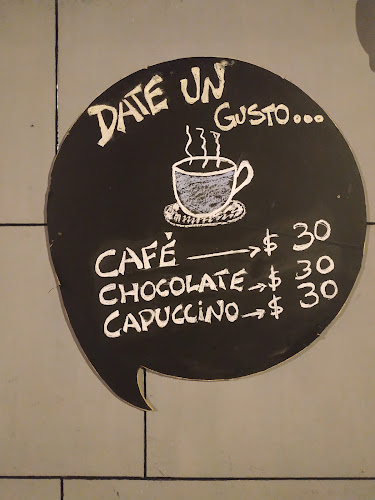 DATE UN
GUSTO...
CAFÉ → $ 30
CHOCOLATE → $ 30
CAPUCCINO → $ 30